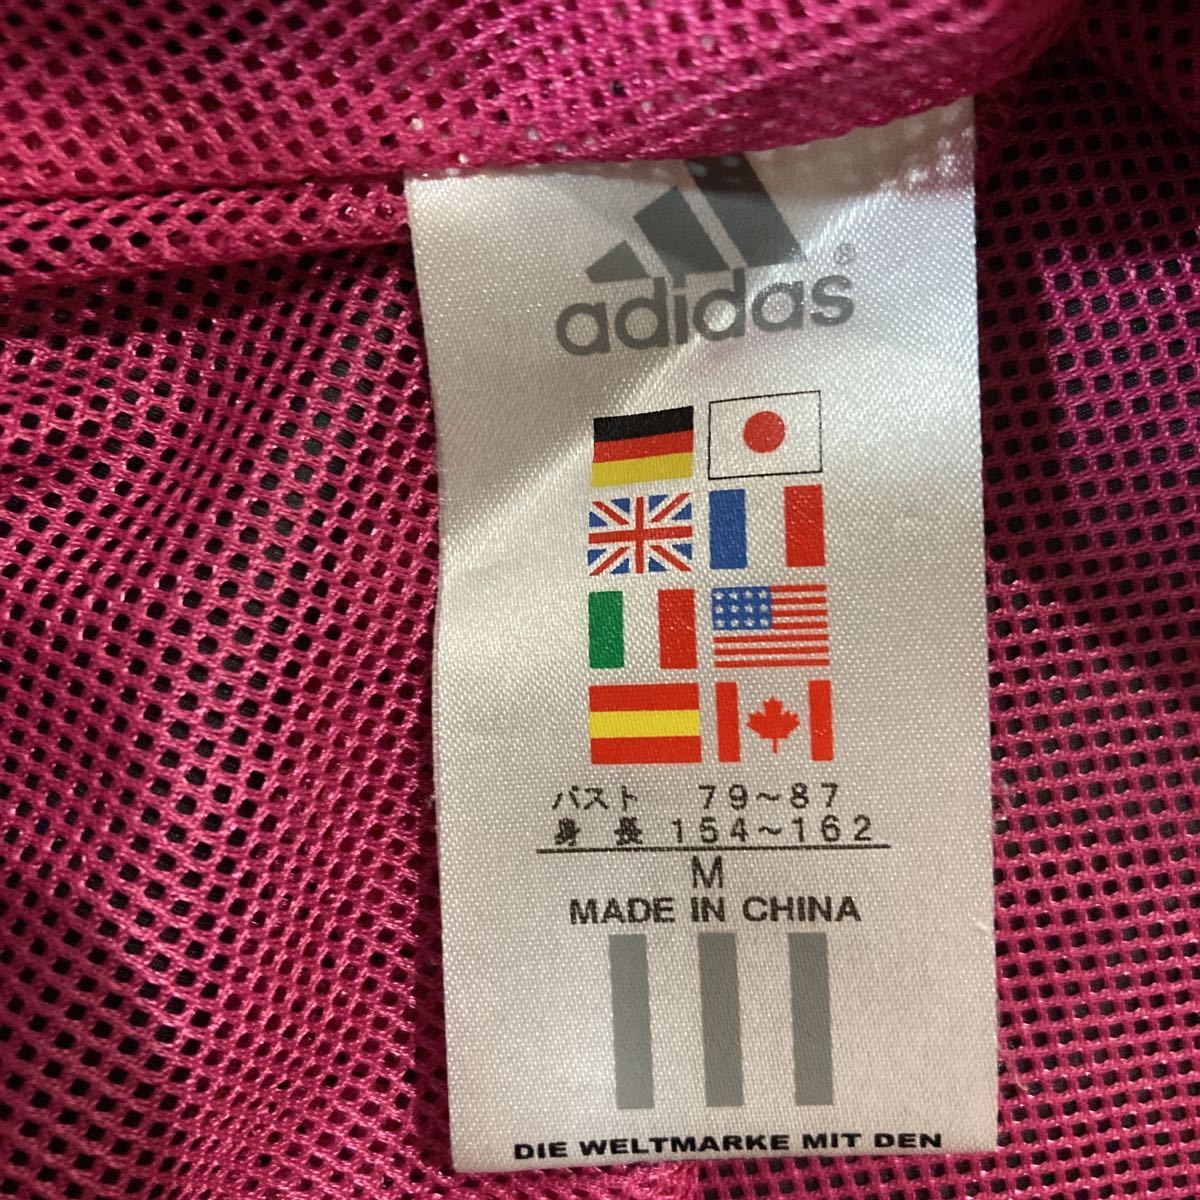 adidas®
バスト 79~87
身長 154~162
M
MADE IN CHINA
DIE WELTMARKE MIT DEN